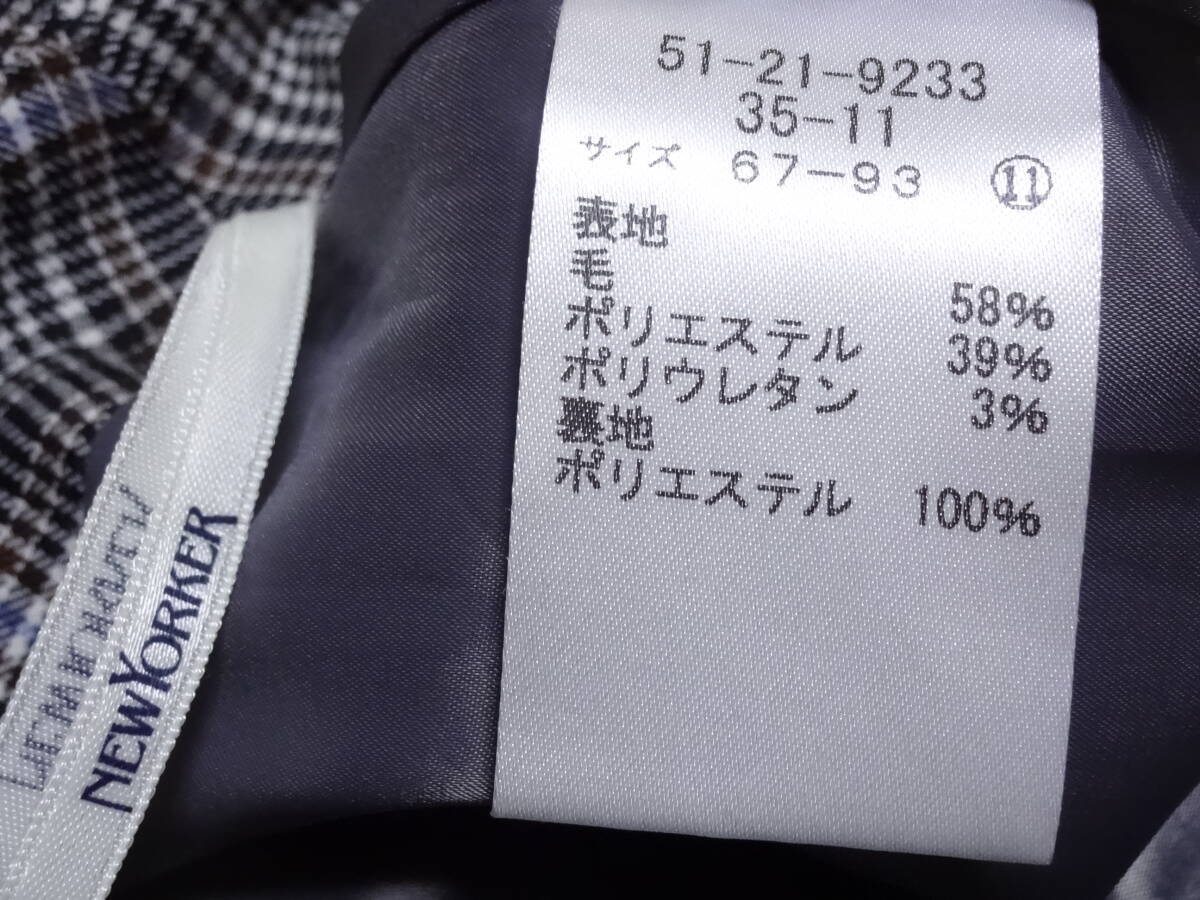 51-21-9233
35-11
サイズ 67-93 ⑪
表地
毛 58%
ポリエステル 39%
ポリウレタン 3%
裏地
ポリエステル 100%
NEWYORKER